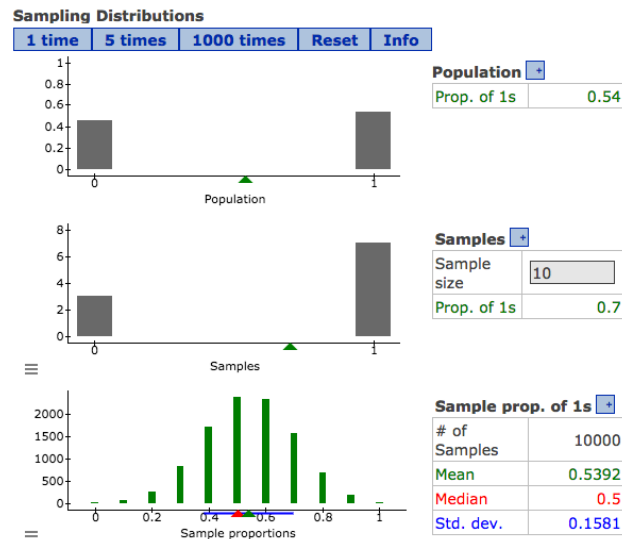 Sampling Distributions
1 time 5 times 1000 times Reset Info
1
0.8
0.6
0.4
0.2
0
0 1
Population
Population +
Prop. of 1s 0.54
8
6
4
2
0
0 1
Samples
Samples +
Sample size 10
Prop. of 1s 0.7
2000
1500
1000
500
0
0 0.2 0.4 0.6 0.8 1
Sample proportions
Sample prop. of 1s +
# of Samples 10000
Mean 0.5392
Median 0.5
Std. dev. 0.1581